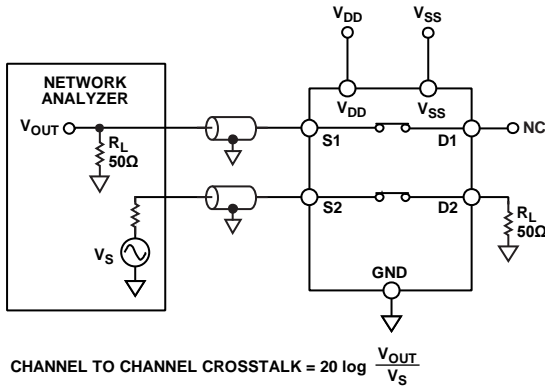 VDD VSS
NETWORK
ANALYZER
VDD VSS
VOUT
RL
50Ω
S1 D1 NC
S2 D2
VS
RL
50Ω
GND
CHANNEL TO CHANNEL CROSSTALK = 20 log VOUT/VS